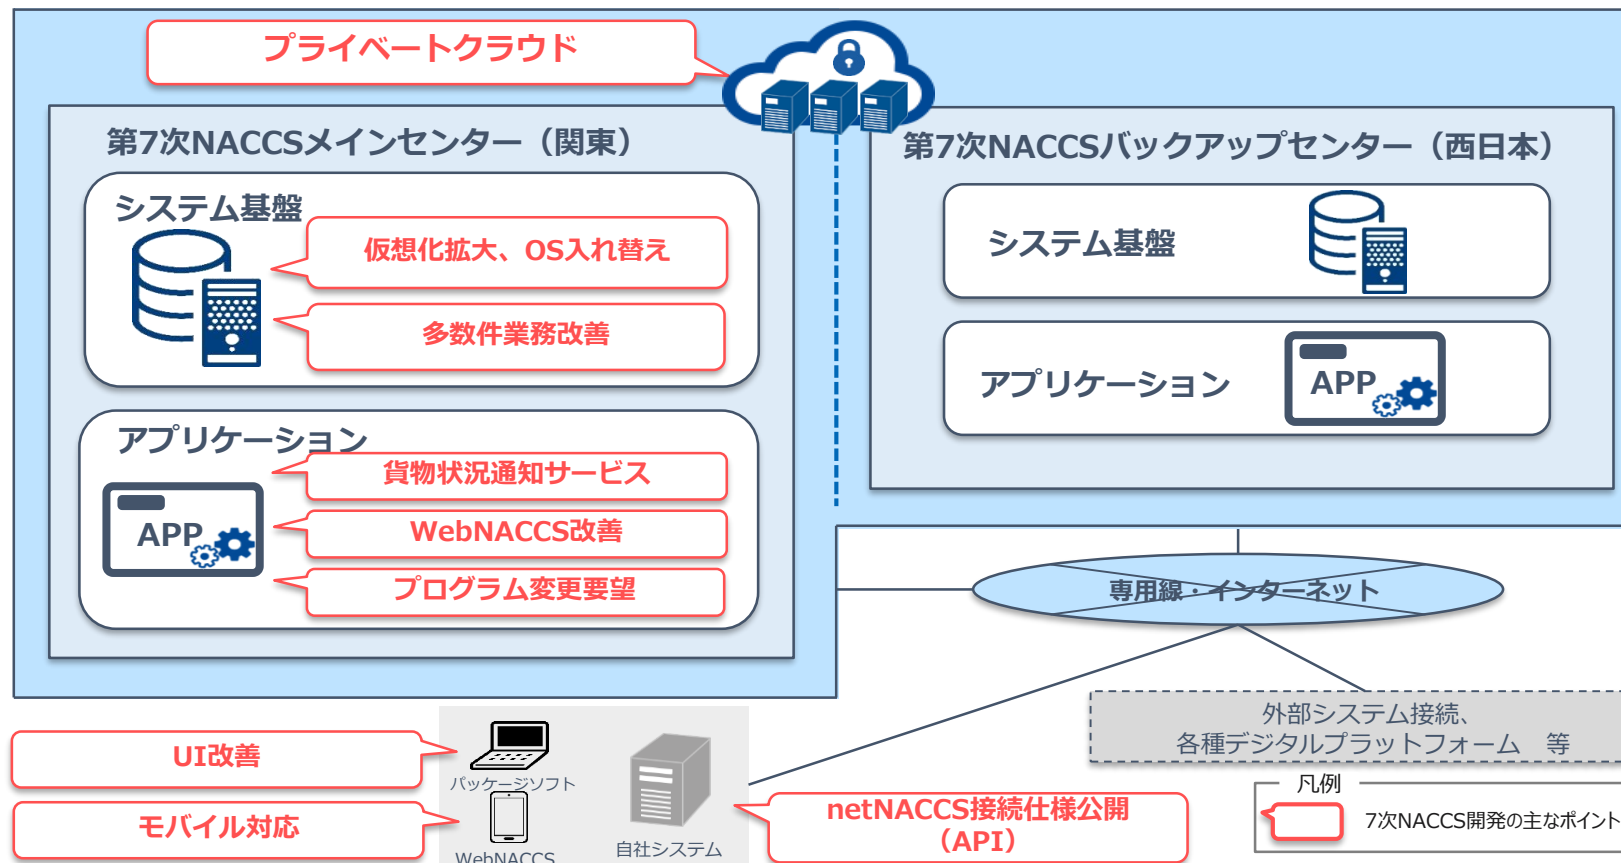 プライベートクラウド
第7次NACCSメインセンター（関東）
システム基盤
仮想化拡大、OS入れ替え
多数件業務改善
アプリケーション
APP
貨物状況通知サービス
WebNACCS改善
プログラム変更要望
第7次NACCSバックアップセンター（西日本）
システム基盤
アプリケーション
APP
専用線・インターネット
外部システム接続、
各種デジタルプラットフォーム　等
UI改善
モバイル対応
パッケージソフト
WebNACCS
自社システム
netNACCS接続仕様公開
（API）
凡例
7次NACCS開発の主なポイント